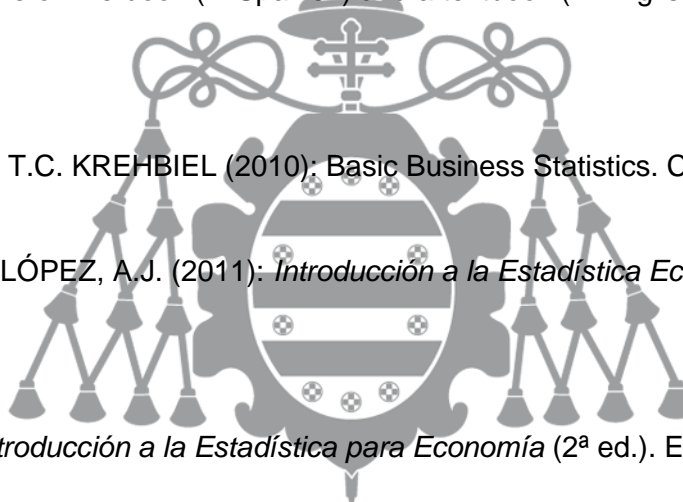 T.C. KREHBIEL (2010): Basic Business Statistics. C
LÓPEZ, A.J. (2011): Introducción a la Estadística Ec
troducción a la Estadística para Economía (2ª ed.). E